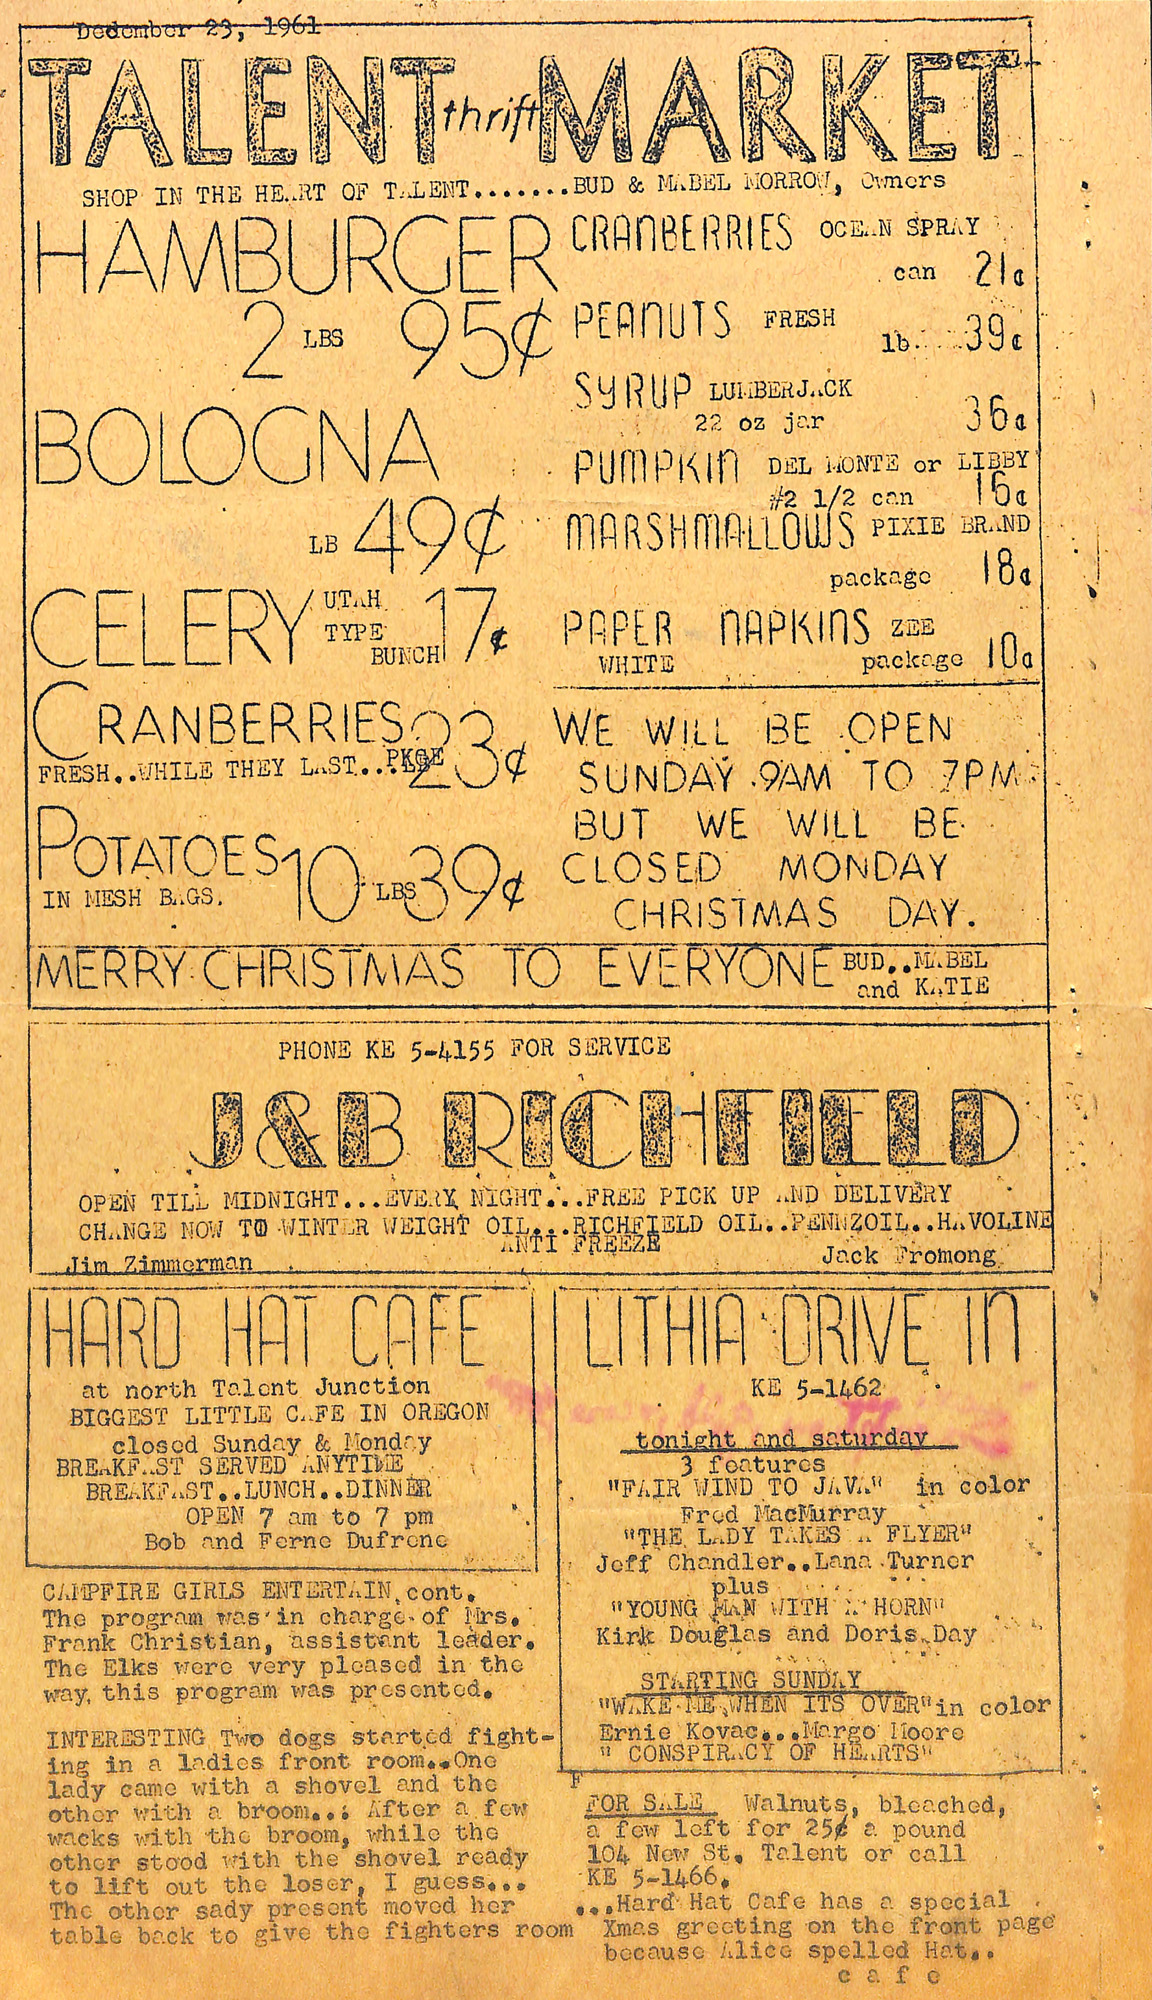 Dedember 23, 1961
TALENT thrift MARKET
SHOP IN THE HEART OF TALENT.......BUD & MABEL MORROW, Owners
HAMBURGER
2 LBS 95¢
BOLOGNA
LB 49¢
CELERY UTAH
TYPE
BUNCH 17¢
CRANBERRIES 23¢
FRESH..WHILE THEY LAST...PKGE
POTATOES 10 LBS 39¢
IN MESH BAGS.
CRANBERRIES OCEAN SPRAY
can 21¢
PEANUTS FRESH
lb. 39¢
SYRUP LUMBERJACK
22 oz jar 36¢
PUMPKIN DEL MONTE or LIBBY
#2 1/2 can 16¢
MARSHMALLOWS PIXIE BRAND
package 18¢
PAPER NAPKINS ZEE
WHITE package 10¢
WE WILL BE OPEN
SUNDAY 9AM TO 7PM
BUT WE WILL BE
CLOSED MONDAY
CHRISTMAS DAY.
MERRY CHRISTMAS TO EVERYONE BUD..MABEL
and KATIE
PHONE KE 5-4155 FOR SERVICE
J&B RICHFIELD
OPEN TILL MIDNIGHT...EVERY NIGHT...FREE PICK UP AND DELIVERY
CHANGE NOW TO WINTER WEIGHT OIL...RICHFIELD OIL..PENNZOIL..HAVOLINE
ANTI FREEZE
Jim Zimmerman Jack Fromong
HARD HAT CAFE
at north Talent Junction
BIGGEST LITTLE CAFE IN OREGON
closed Sunday & Monday
BREAKFAST SERVED ANYTIME
BREAKFAST..LUNCH..DINNER
OPEN 7 am to 7 pm
Bob and Ferne Dufrene
CAMPFIRE GIRLS ENTERTAIN, cont.
The program was in charge of Mrs.
Frank Christian, assistant leader.
The Elks were very pleased in the
way, this program was presented.
INTERESTING Two dogs started fight-
ing in a ladies front room..One
lady came with a shovel and the
other with a broom... After a few
wacks with the broom, while the
other stood with the shovel ready
to lift out the loser, I guess...
The other sady present moved her
table back to give the fighters room
LITHIA DRIVE IN
KE 5-1462
tonight and saturday
3 features
"FAIR WIND TO JAVA" in color
Fred MacMurray
"THE LADY TAKES A FLYER"
Jeff Chandler..Lana Turner
plus
"YOUNG MAN WITH A HORN"
Kirk Douglas and Doris Day
STARTING SUNDAY
"WAKE ME WHEN ITS OVER"in color
Ernie Kovac...Margo Moore
" CONSPIRACY OF HEARTS"
F
FOR SALE Walnuts, bleached,
a few left for 25¢ a pound
104 New St. Talent or call
KE 5-1466.
...Hard Hat Cafe has a special
Xmas greeting on the front page
because Alice spelled Hat..
c a f e